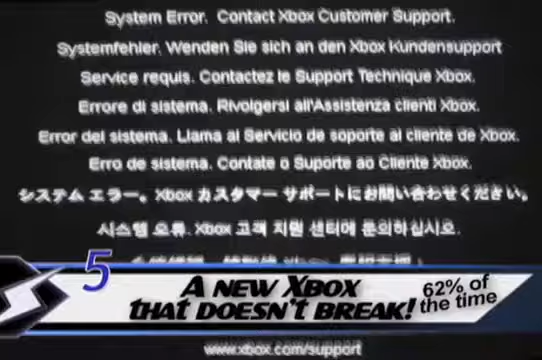 System Error. Contact Xbox Customer Support.
Systemfehler. Wenden Sie sich an den Xbox Kundensupport
Service requis. Contactez le Support Technique Xbox.
Errore di sistema. Rivolgersi all'Assistenza clienti Xbox.
Error del sistema. Llama al Servicio de soporte al cliente de Xbox.
Erro de sistema. Contate o Suporte ao Cliente Xbox.
システム エラー。 Xbox カスタマー サポートにお問い合わせください。
시스템 오류. Xbox 고객 지원 센터에 문의하십시오.
5
A NEW XBOX
THAT DOESN'T BREAK!
62% of
the time
www.xbox.com/support